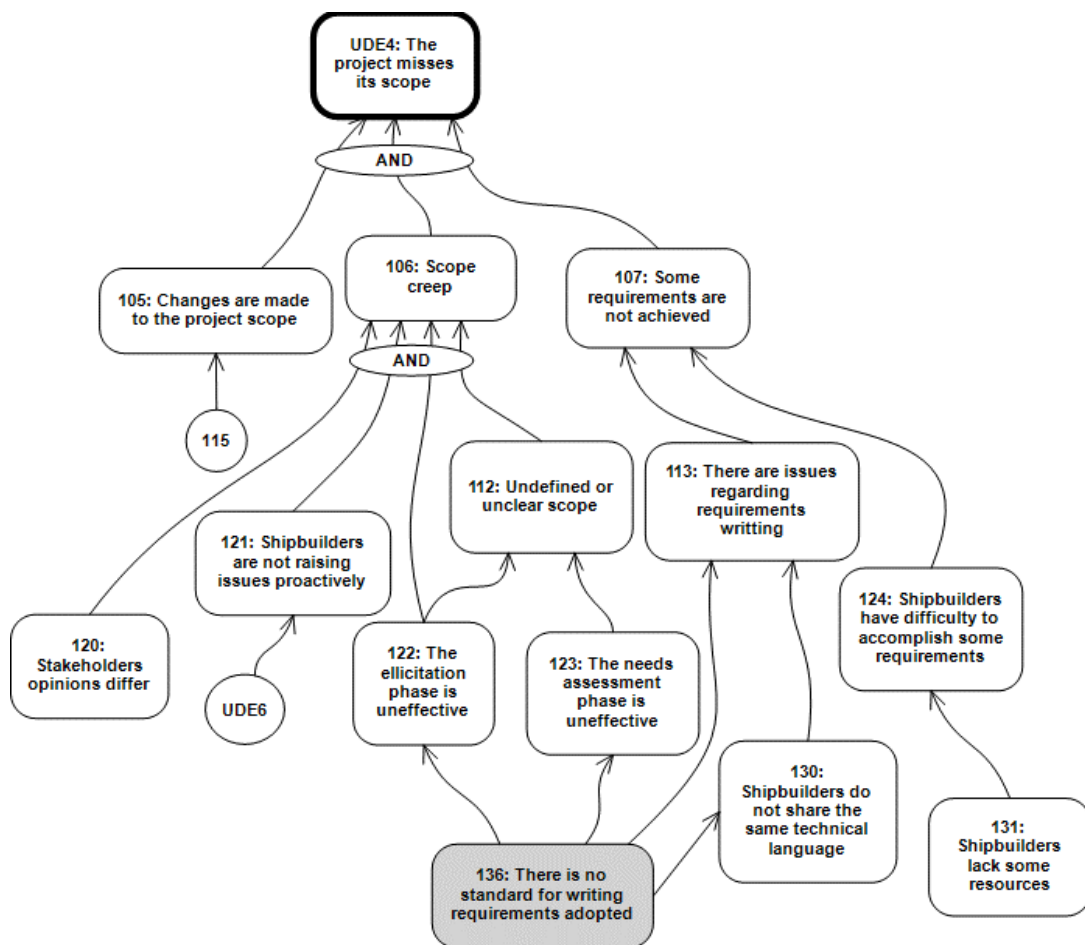 UDE4: The
project misses
its scope
AND
106: Scope
creep
107: Some
requirements are
not achieved
105: Changes are made
to the project scope
AND
115
112: Undefined or
unclear scope
113: There are issues
regarding
requirements
writting
121: Shipbuilders
are not raising
issues proactively
124: Shipbuilders
have difficulty to
accomplish some
requirements
120:
Stakeholders
opinions differ
122: The
ellicitation
phase is
uneffective
123: The needs
assessment
phase is
uneffective
UDE6
130:
Shipbuilders do
not share the
same technical
language
131:
Shipbuilders
lack some
resources
136: There is no
standard for writing
requirements adopted